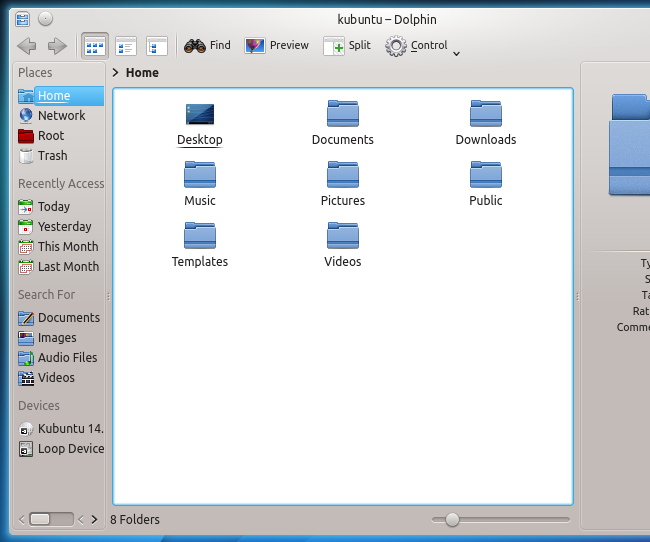 kubuntu – Dolphin
Find Preview Split Control
Places
Home
Network
Root
Trash
Recently Access
Today
Yesterday
This Month
Last Month
Search For
Documents
Images
Audio Files
Videos
Devices
Kubuntu 14.
Loop Device
> Home
Desktop Documents Downloads
Music Pictures Public
Templates Videos
8 Folders
Ty
S
Ta
Rat
Comme